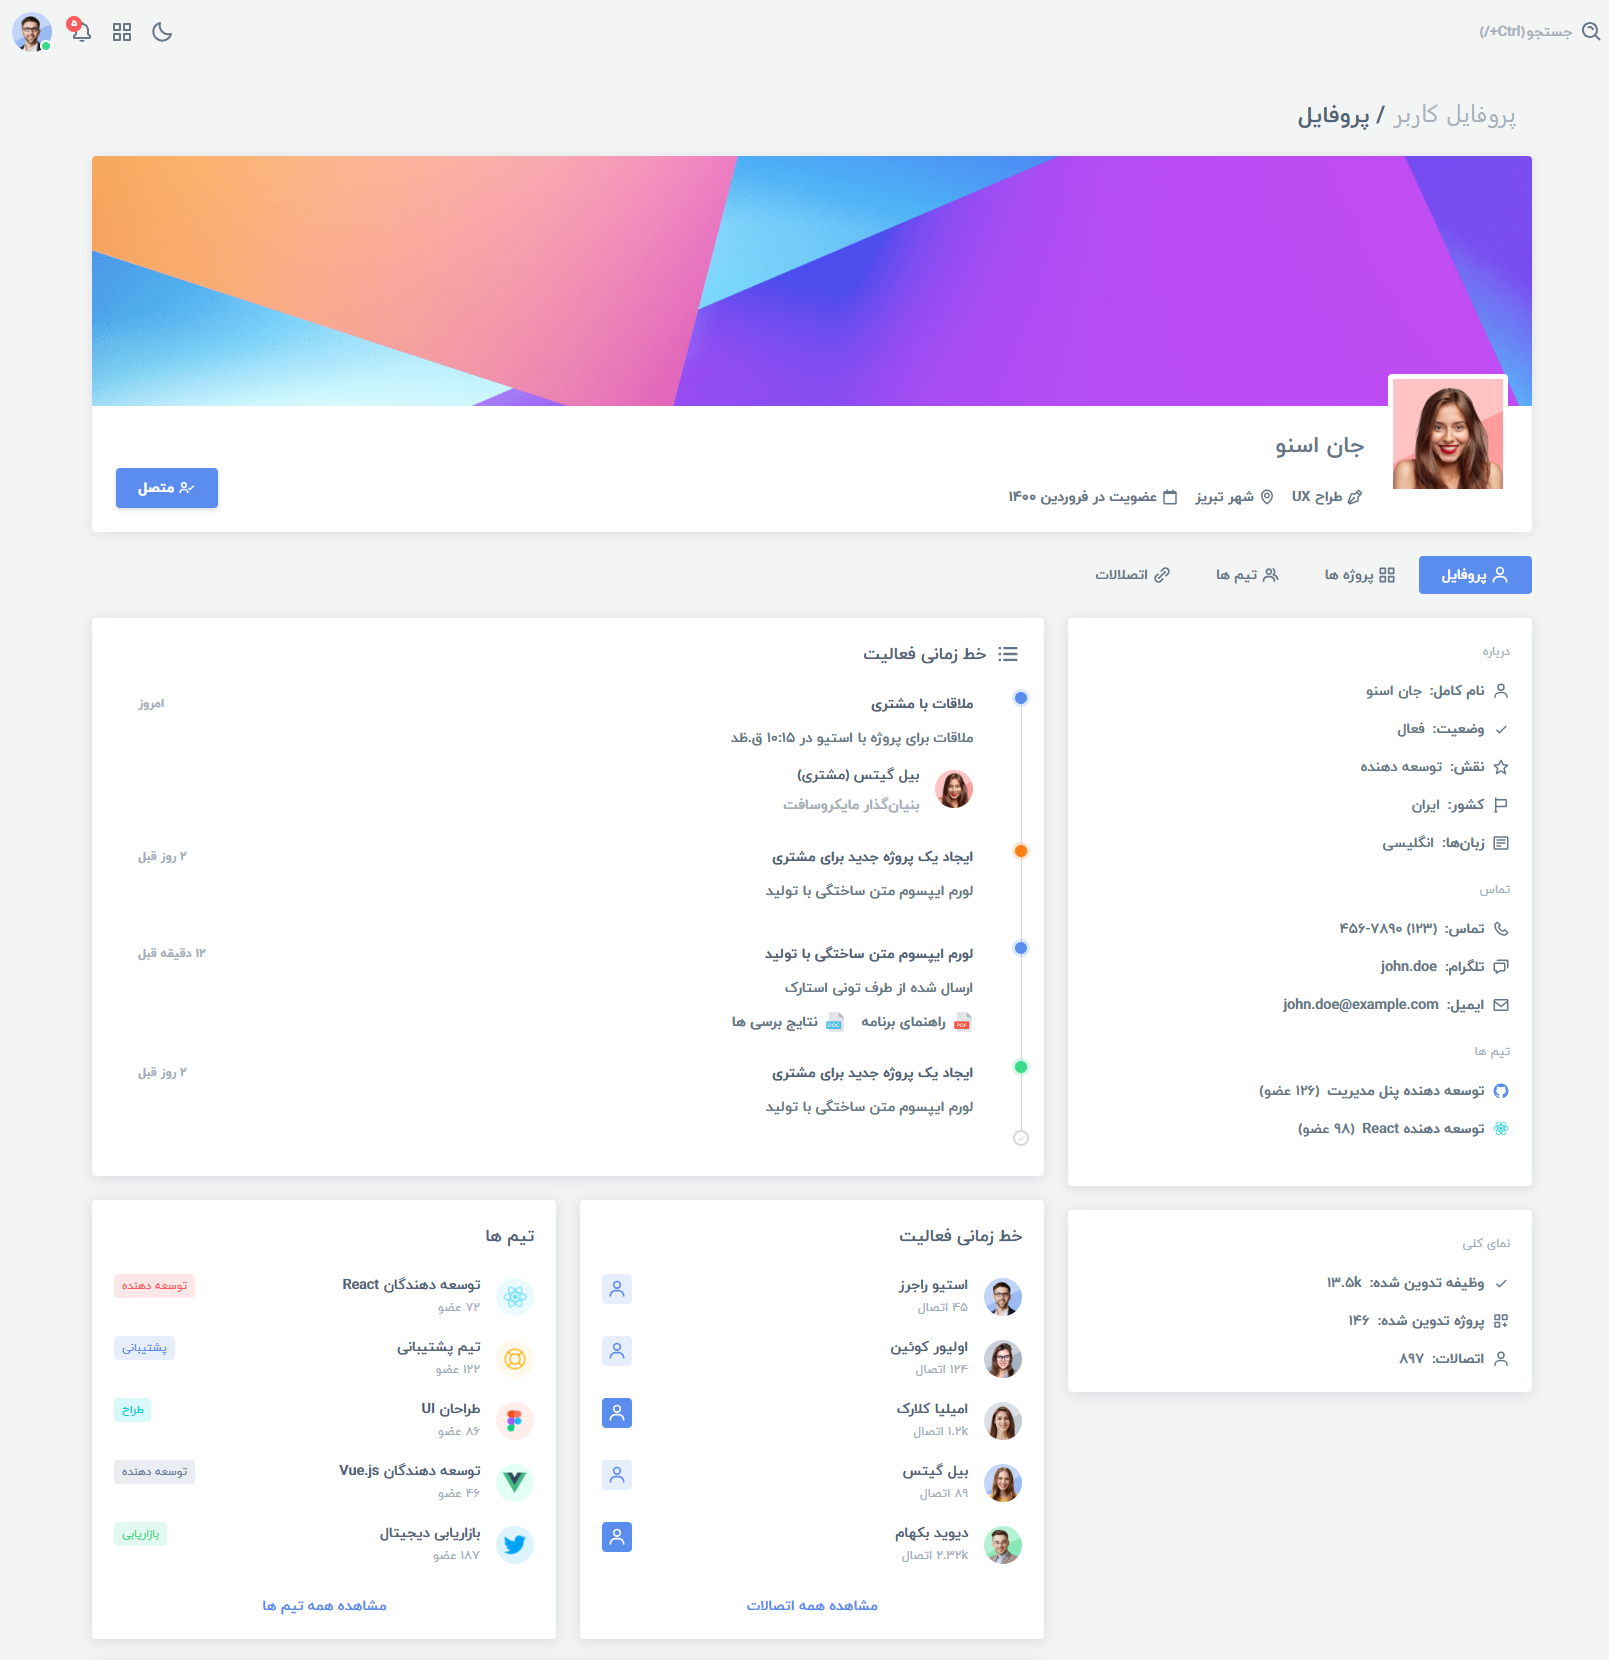 جستجو(Ctrl+/)
۵
پروفایل کاربر / پروفایل
جان اسنو
طراح UX
شهر تبریز
عضویت در فروردین ۱۴۰۰
متصل
پروفایل
پروژه ها
تیم ها
اتصلالات
درباره
نام کامل: جان اسنو
وضعیت: فعال
نقش: توسعه دهنده
کشور: ایران
زبان‌ها: انگلیسی
تماس
تماس: (۱۲۳) ۴۵۶-۷۸۹۰
تلگرام: john.doe
ایمیل: john.doe@example.com
تیم ها
توسعه دهنده پنل مدیریت (۱۲۶ عضو)
توسعه دهنده React (۹۸ عضو)
نمای کلی
وظیفه تدوین شده: ۱۳.۵k
پروژه تدوین شده: ۱۴۶
اتصالات: ۸۹۷
خط زمانی فعالیت
ملاقات با مشتری
امروز
ملاقات برای پروژه با استیو در ۱۰:۱۵ ق.ظ
بیل گیتس (مشتری)
بنیان‌گذار مایکروسافت
ایجاد یک پروژه جدید برای مشتری
۲ روز قبل
لورم ایپسوم متن ساختگی با تولید
لورم ایپسوم متن ساختگی با تولید
۱۲ دقیقه قبل
ارسال شده از طرف تونی استارک
PDF
راهنمای برنامه
DOC
نتایج برسی ها
ایجاد یک پروژه جدید برای مشتری
۲ روز قبل
لورم ایپسوم متن ساختگی با تولید
خط زمانی فعالیت
استیو راجرز
۴۵ اتصال
اولیور کوئین
۱۲۴ اتصال
امیلیا کلارک
۱.۲k اتصال
بیل گیتس
۸۹ اتصال
دیوید بکهام
۲.۳۲k اتصال
مشاهده همه اتصالات
تیم ها
توسعه دهندگان React
۷۲ عضو
توسعه دهنده
تیم پشتیبانی
۱۲۲ عضو
پشتیبانی
طراحان UI
۸۶ عضو
طراح
توسعه دهندگان Vue.js
۴۶ عضو
توسعه دهنده
بازاریابی دیجیتال
۱۸۷ عضو
بازاریابی
مشاهده همه تیم ها